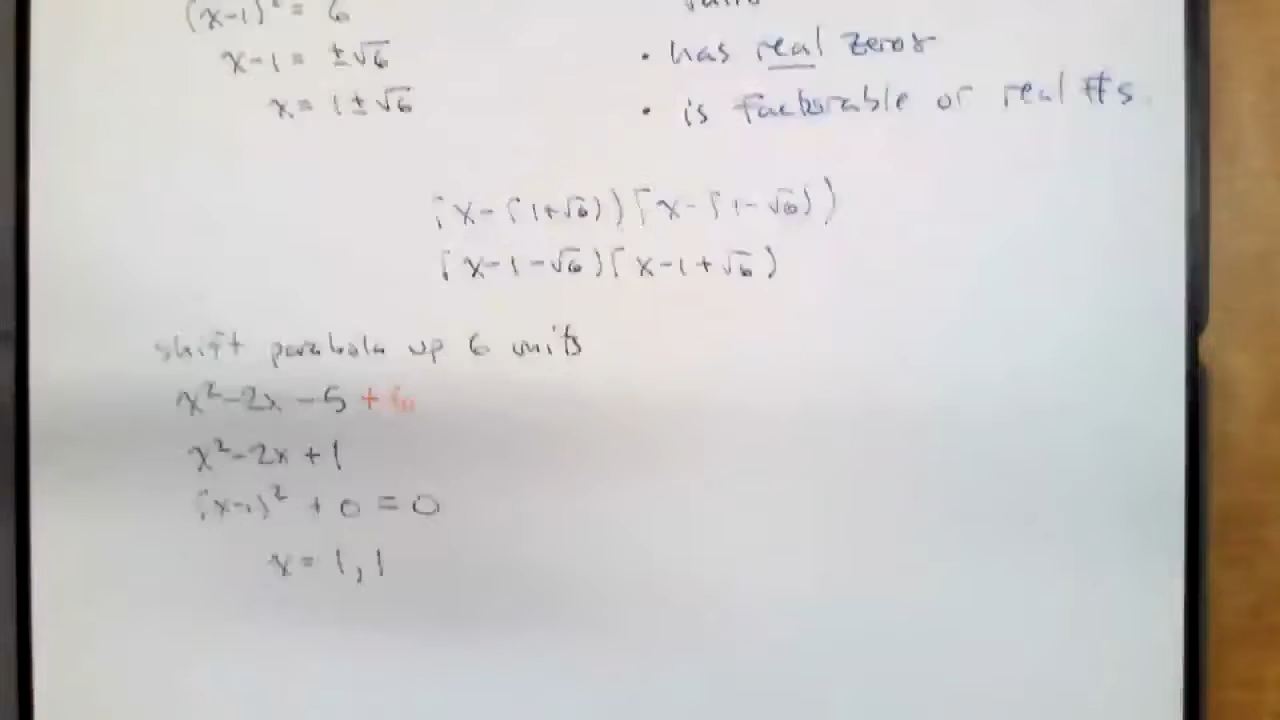 (x-1)² = 6
x-1 = ±√6
x = 1 ± √6
• has real zeros
• is factorable or real #s
(x-(1+√6))(x-(1-√6))
(x-1-√6)(x-1+√6)
shift parabola up 6 units
x²-2x-5 + 6
x²-2x+1
(x-1)² + 0 = 0
x = 1, 1